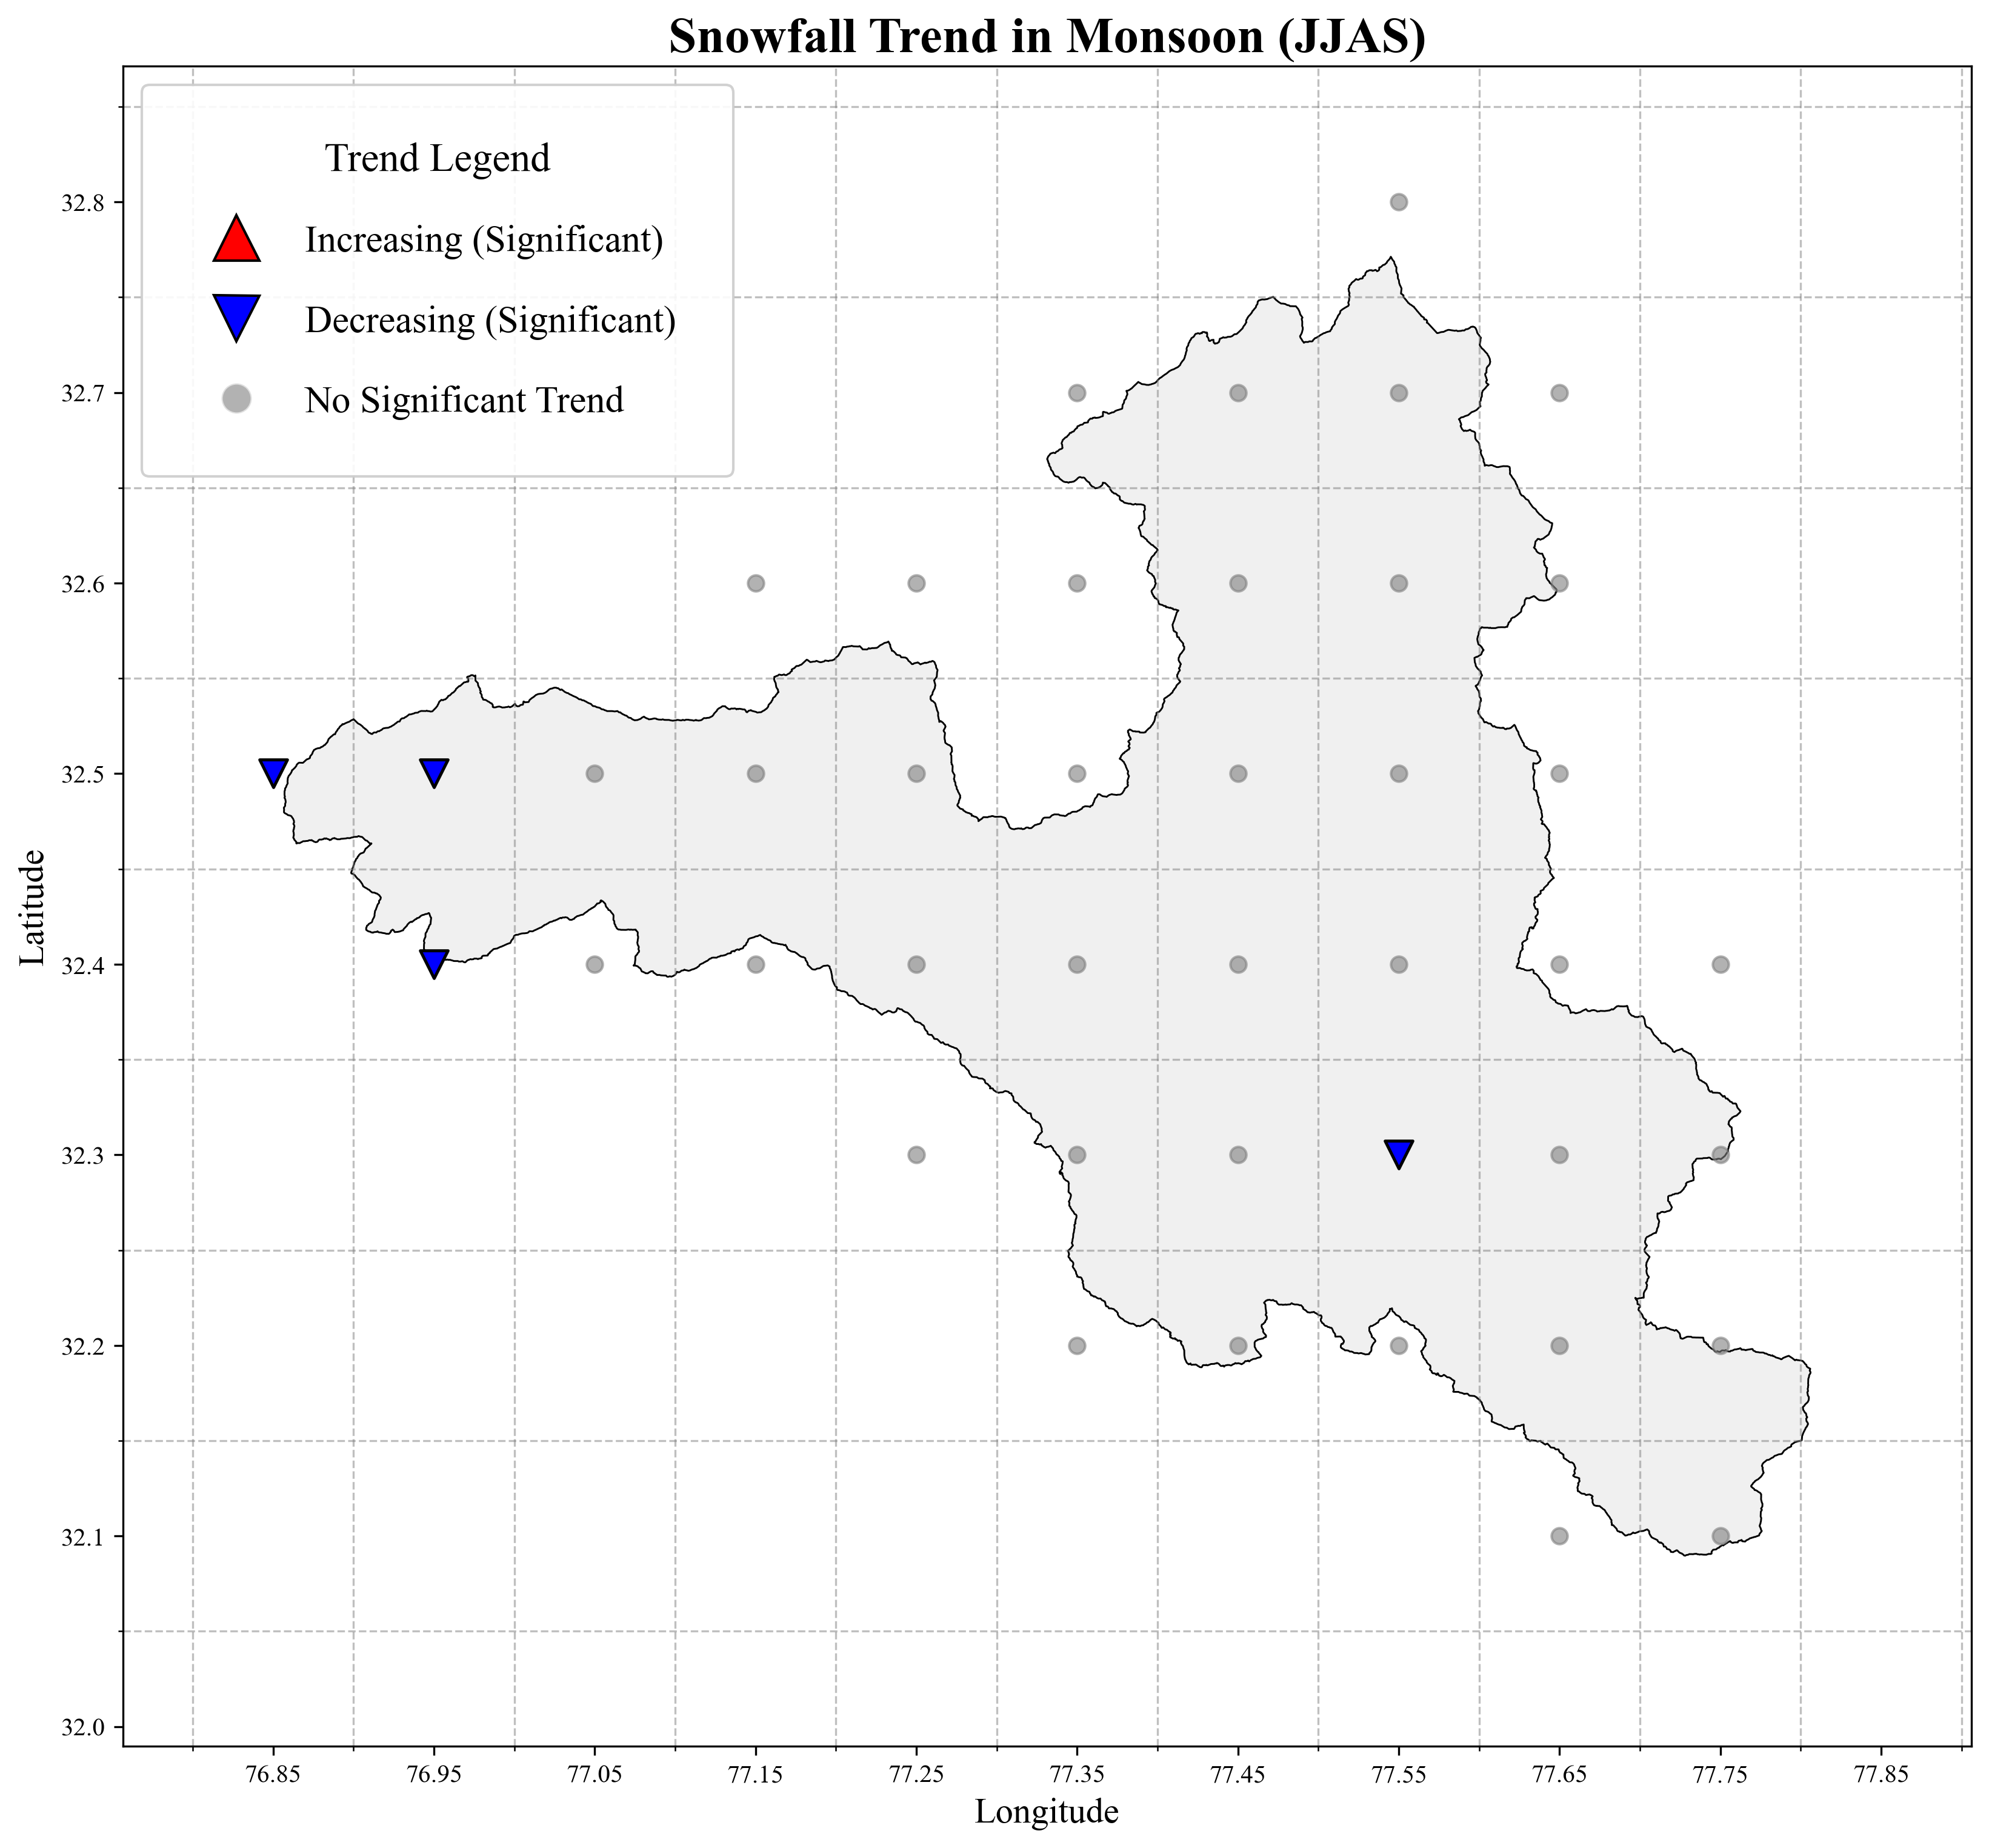 Snowfall Trend in Monsoon (JJAS)
Trend Legend
Increasing (Significant)
Decreasing (Significant)
No Significant Trend
32.8
32.7
32.6
32.5
32.4
32.3
32.2
32.1
32.0
Latitude
76.85 76.95 77.05 77.15 77.25 77.35 77.45 77.55 77.65 77.75 77.85
Longitude